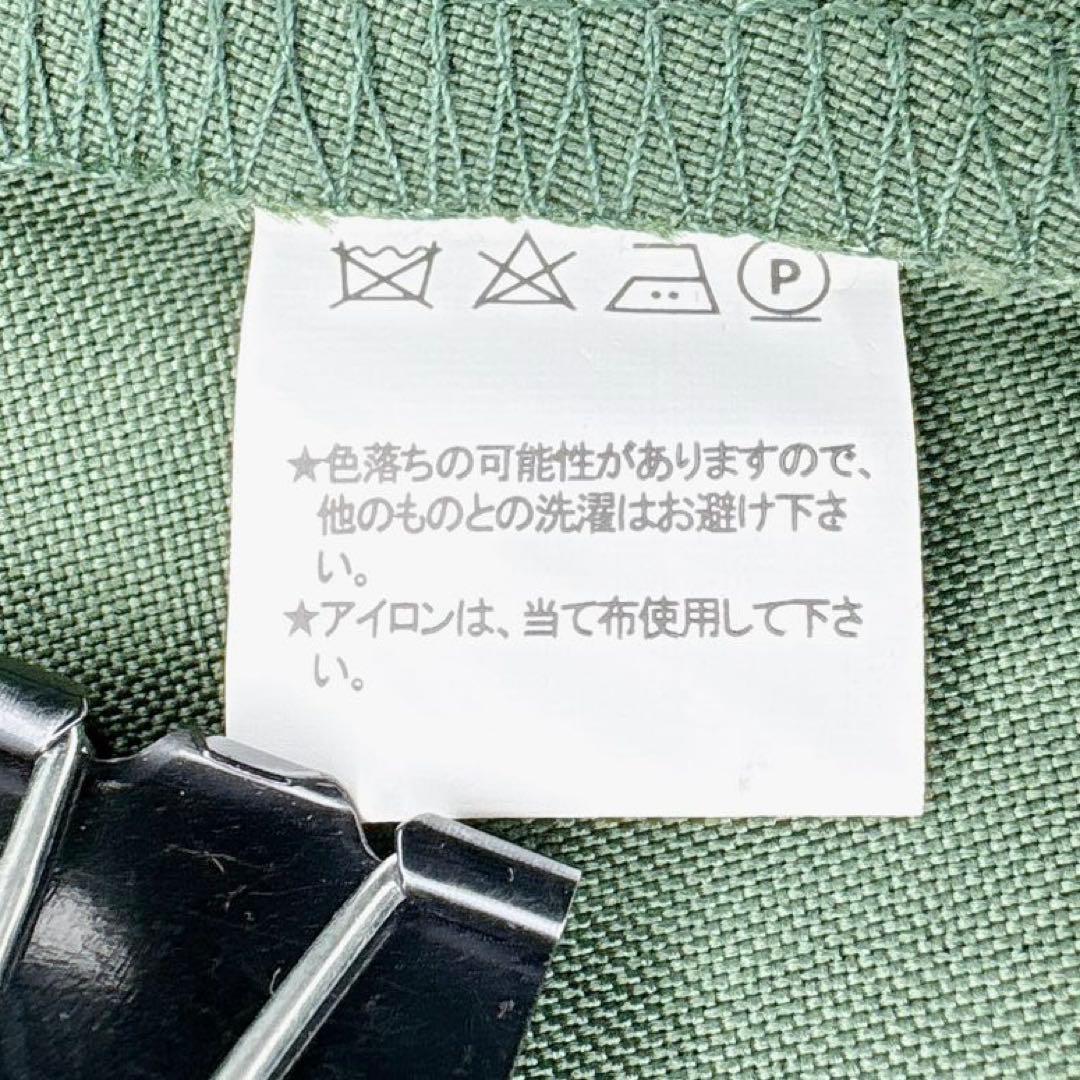 P
★色落ちの可能性がありますので、
他のものとの洗濯はお避け下さ
い。
★アイロンは、当て布使用して下さ
い。